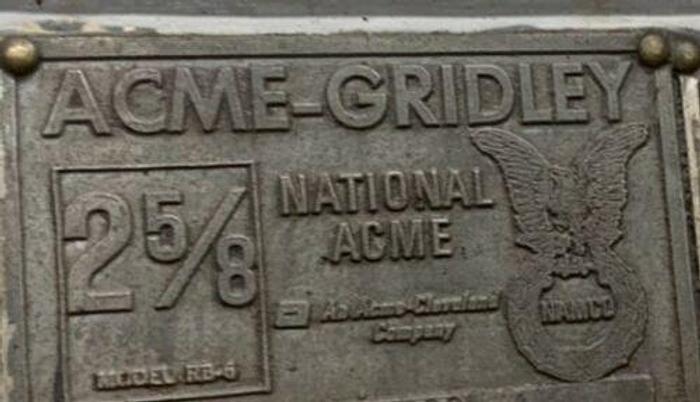 ACME-GRIDLEY
2 5/8
MODEL RB-6
NATIONAL
ACME
An Acme-Cleveland
Company
NAMCO